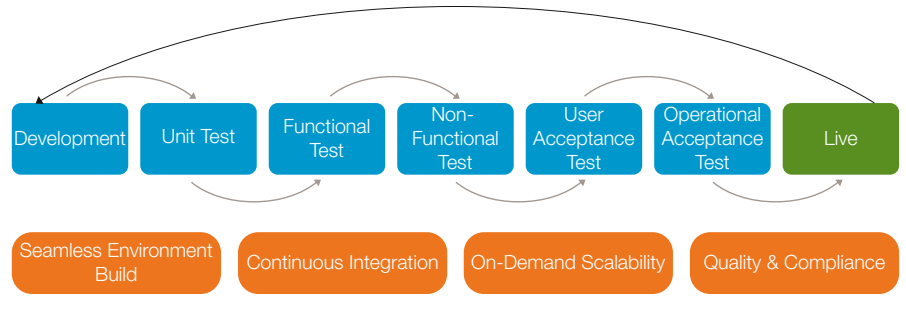 Development
Unit Test
Functional
Test
Non-
Functional
Test
User
Acceptance
Test
Operational
Acceptance
Test
Live
Seamless Environment
Build
Continuous Integration
On-Demand Scalability
Quality & Compliance